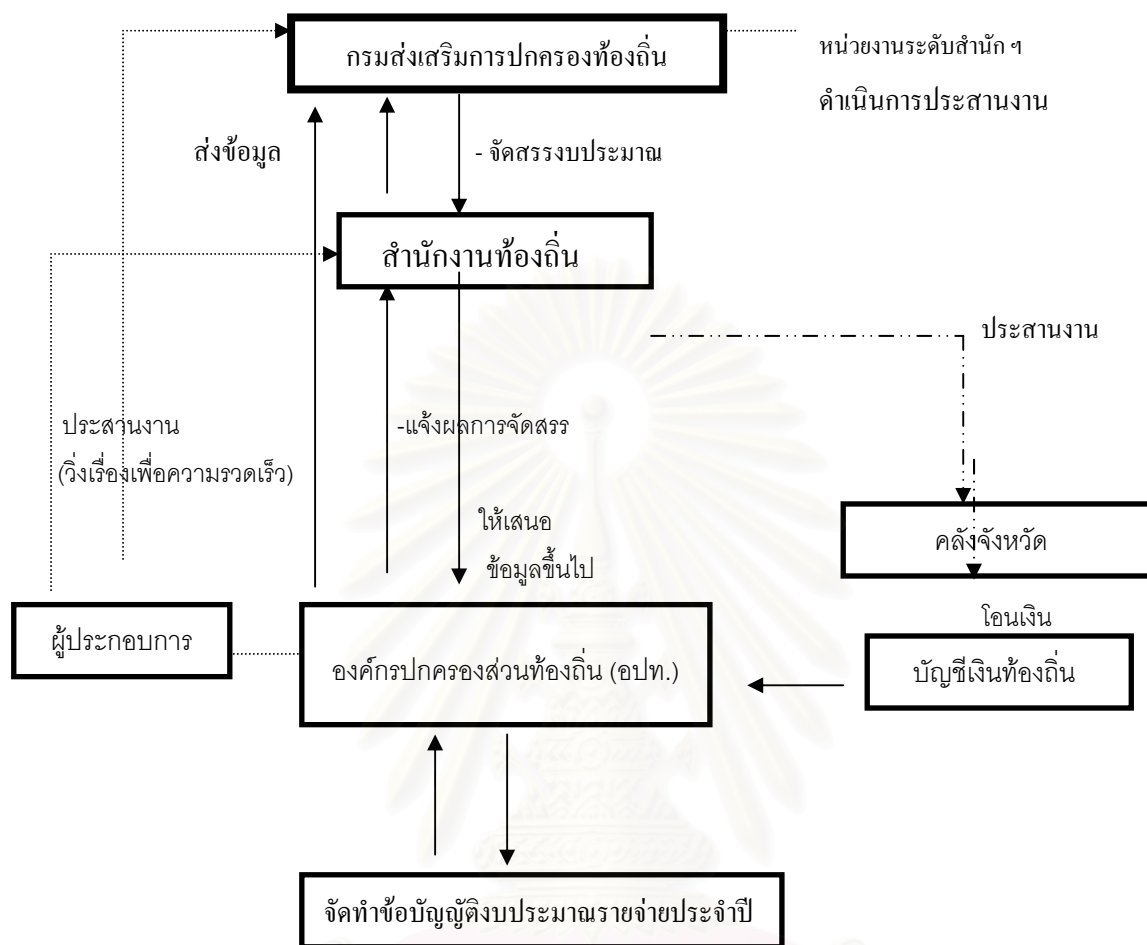 กรมส่งเสริมการปกครองท้องถิ่น
หน่วยงานระดับสำนัก ฯ
ดำเนินการประสานงาน
ส่งข้อมูล
- จัดสรรงบประมาณ
สำนักงานท้องถิ่น
ประสานงาน
ประสานงาน
(วิ่งเรื่องเพื่อความรวดเร็ว)
-แจ้งผลการจัดสรร
ให้เสนอ
ข้อมูลขึ้นไป
คลังจังหวัด
โอนเงิน
ผู้ประกอบการ
องค์กรปกครองส่วนท้องถิ่น (อปท.)
บัญชีเงินท้องถิ่น
จัดทำข้อบัญญัติงบประมาณรายจ่ายประจำปี